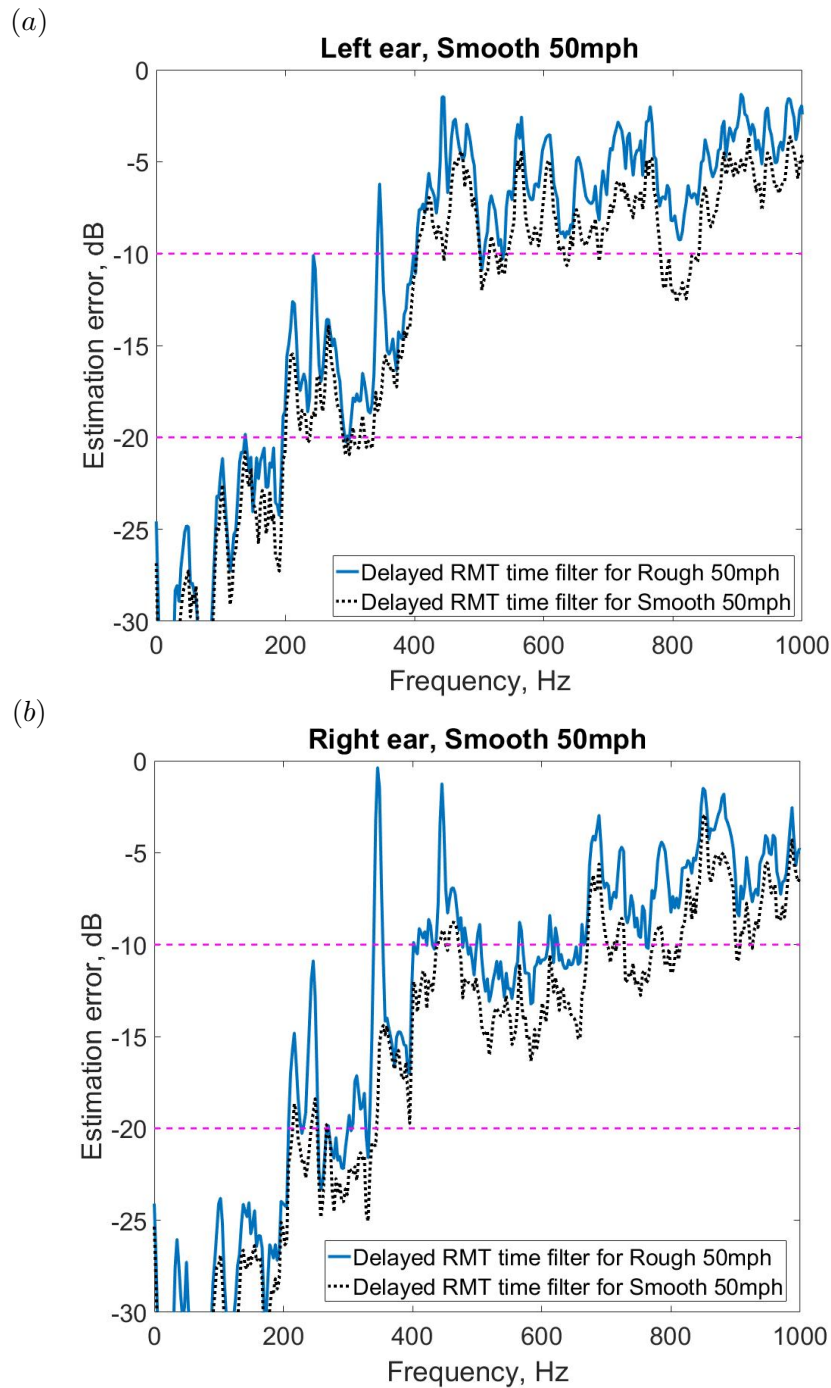 (a)
Left ear, Smooth 50mph
0
-5
-10
-15
-20
-25
-30
Estimation error, dB
Delayed RMT time filter for Rough 50mph
Delayed RMT time filter for Smooth 50mph
0 200 400 600 800 1000
Frequency, Hz
(b)
Right ear, Smooth 50mph
0
-5
-10
-15
-20
-25
-30
Estimation error, dB
Delayed RMT time filter for Rough 50mph
Delayed RMT time filter for Smooth 50mph
0 200 400 600 800 1000
Frequency, Hz